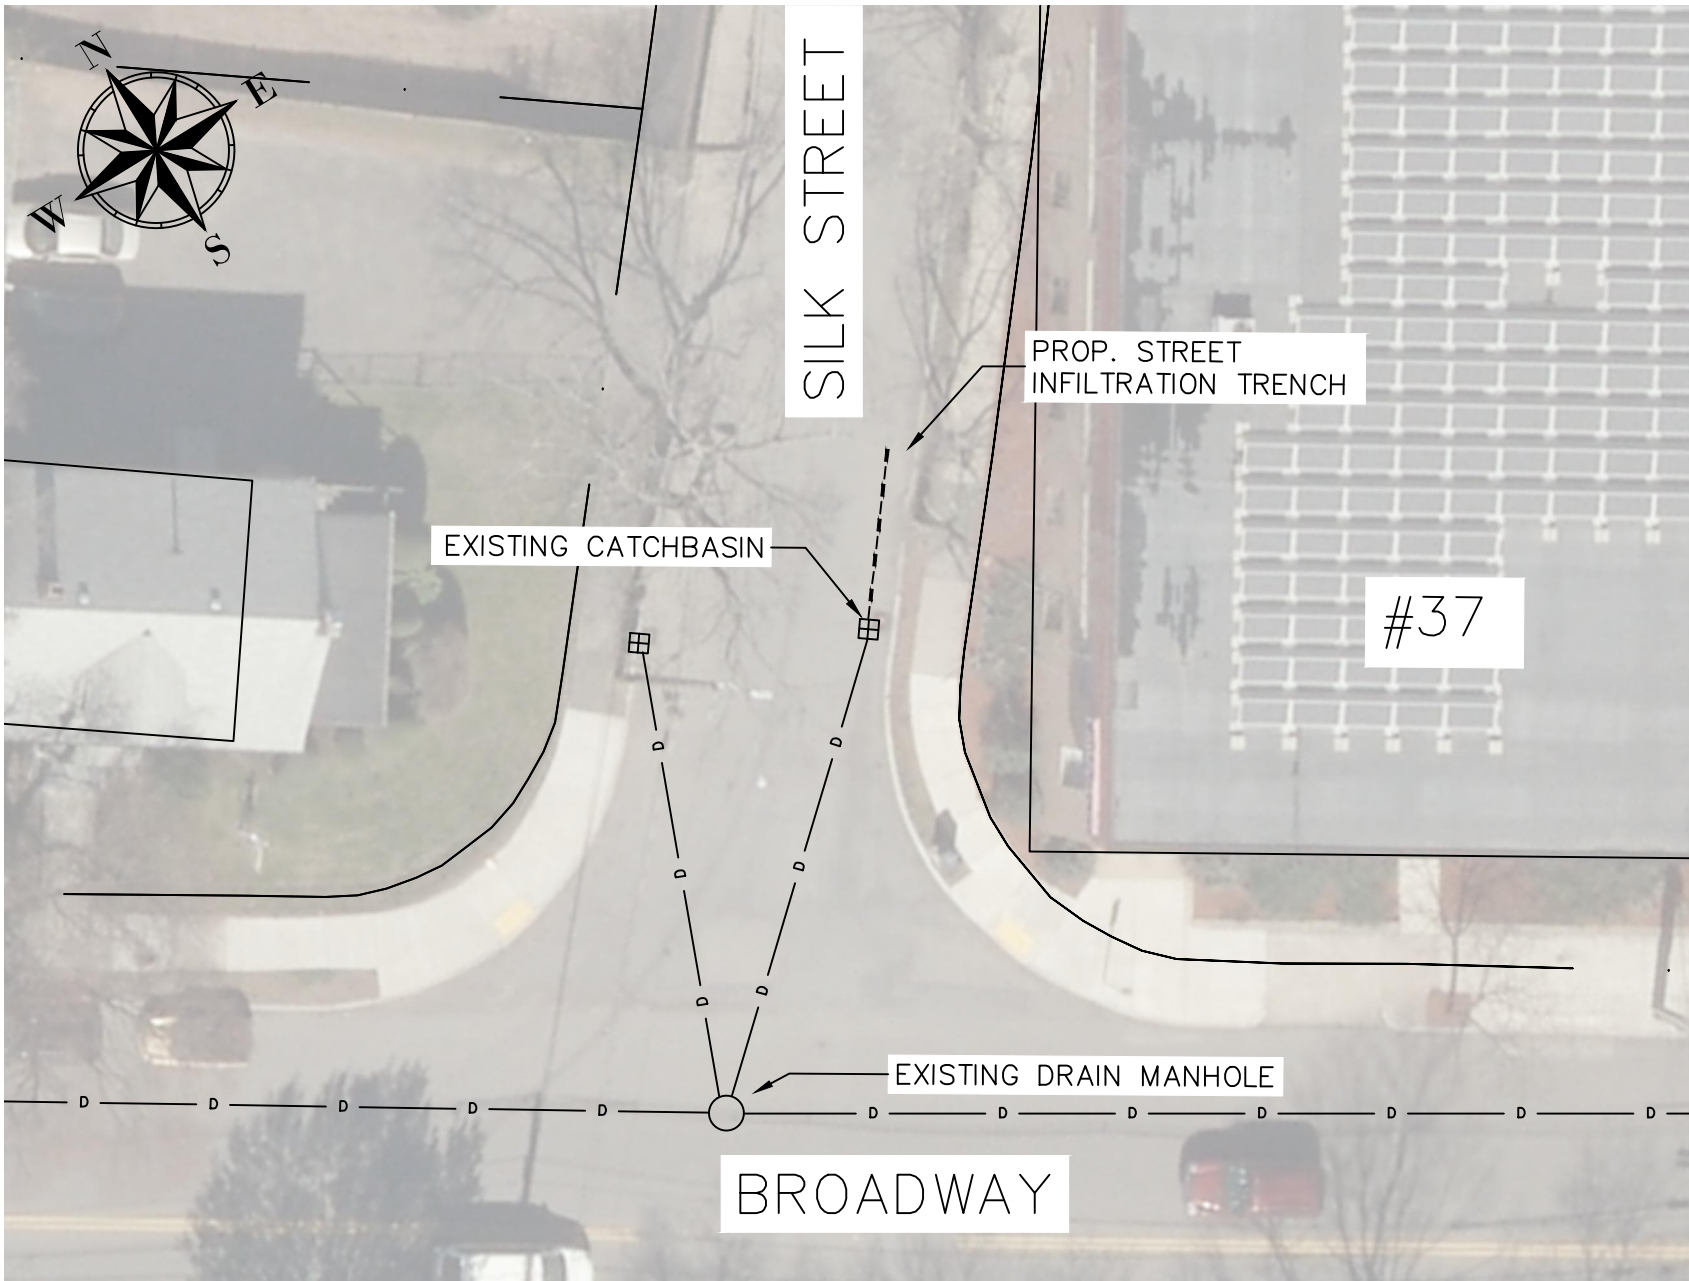 N
E
W
S
SILK STREET
PROP. STREET
INFILTRATION TRENCH
EXISTING CATCHBASIN
#37
D
D
D
D
D
D
EXISTING DRAIN MANHOLE
D D D D D D D D D D D D
BROADWAY